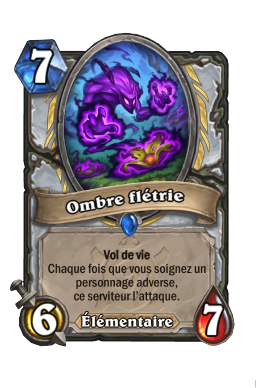 7
Ombre flétrie
Vol de vie
Chaque fois que vous soignez un
personnage adverse,
ce serviteur l'attaque.
6
Élémentaire
7